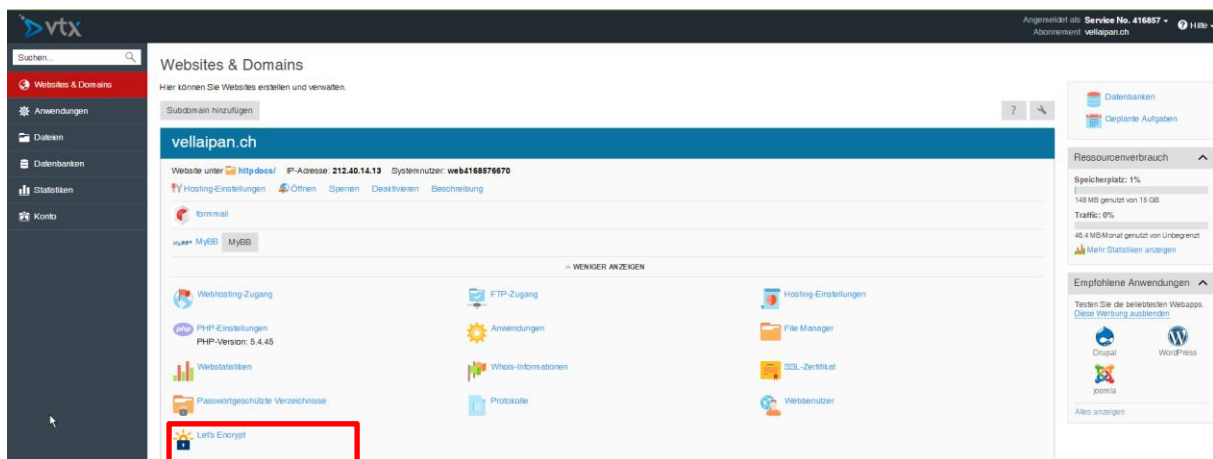 vtx
Angemeldet als Service No. 416857
Hilfe
Abonnement vellaipan.ch
Suchen...
Websites & Domains
Anwendungen
Dateien
Datenbanken
Statistiken
Konto
Websites & Domains
Hier können Sie Websites erstellen und verwalten.
Subdomain hinzufügen
?
vellaipan.ch
Website unter httpdocs/ IP-Adresse: 212.40.14.13 Systemnutzer: web4168575670
Hosting-Einstellungen Öffnen Sperren Deaktivieren Beschreibung
formmail
MyBB MyBB MyBB
WENIGER ANZEIGEN
Webhosting-Zugang
FTP-Zugang
Hosting-Einstellungen
php PHP-Einstellungen
PHP-Version: 5.4.45
Anwendungen
File Manager
Webstatistiken
Whois-Informationen
SSL-Zertifikat
Passwortgeschützte Verzeichnisse
Protokolle
Webbenutzer
Let's Encrypt
Datenbanken
Geplante Aufgaben
Ressourcenverbrauch
Speicherplatz: 1%
148 MB genutzt von 15 GB
Traffic: 0%
48.4 MB/Monat genutzt von Unbegrenzt
Mehr Statistiken anzeigen
Empfohlene Anwendungen
Testen Sie die beliebtesten Webapps.
Diese Werbung ausblenden
Drupal
WordPress
joomla
Alles anzeigen